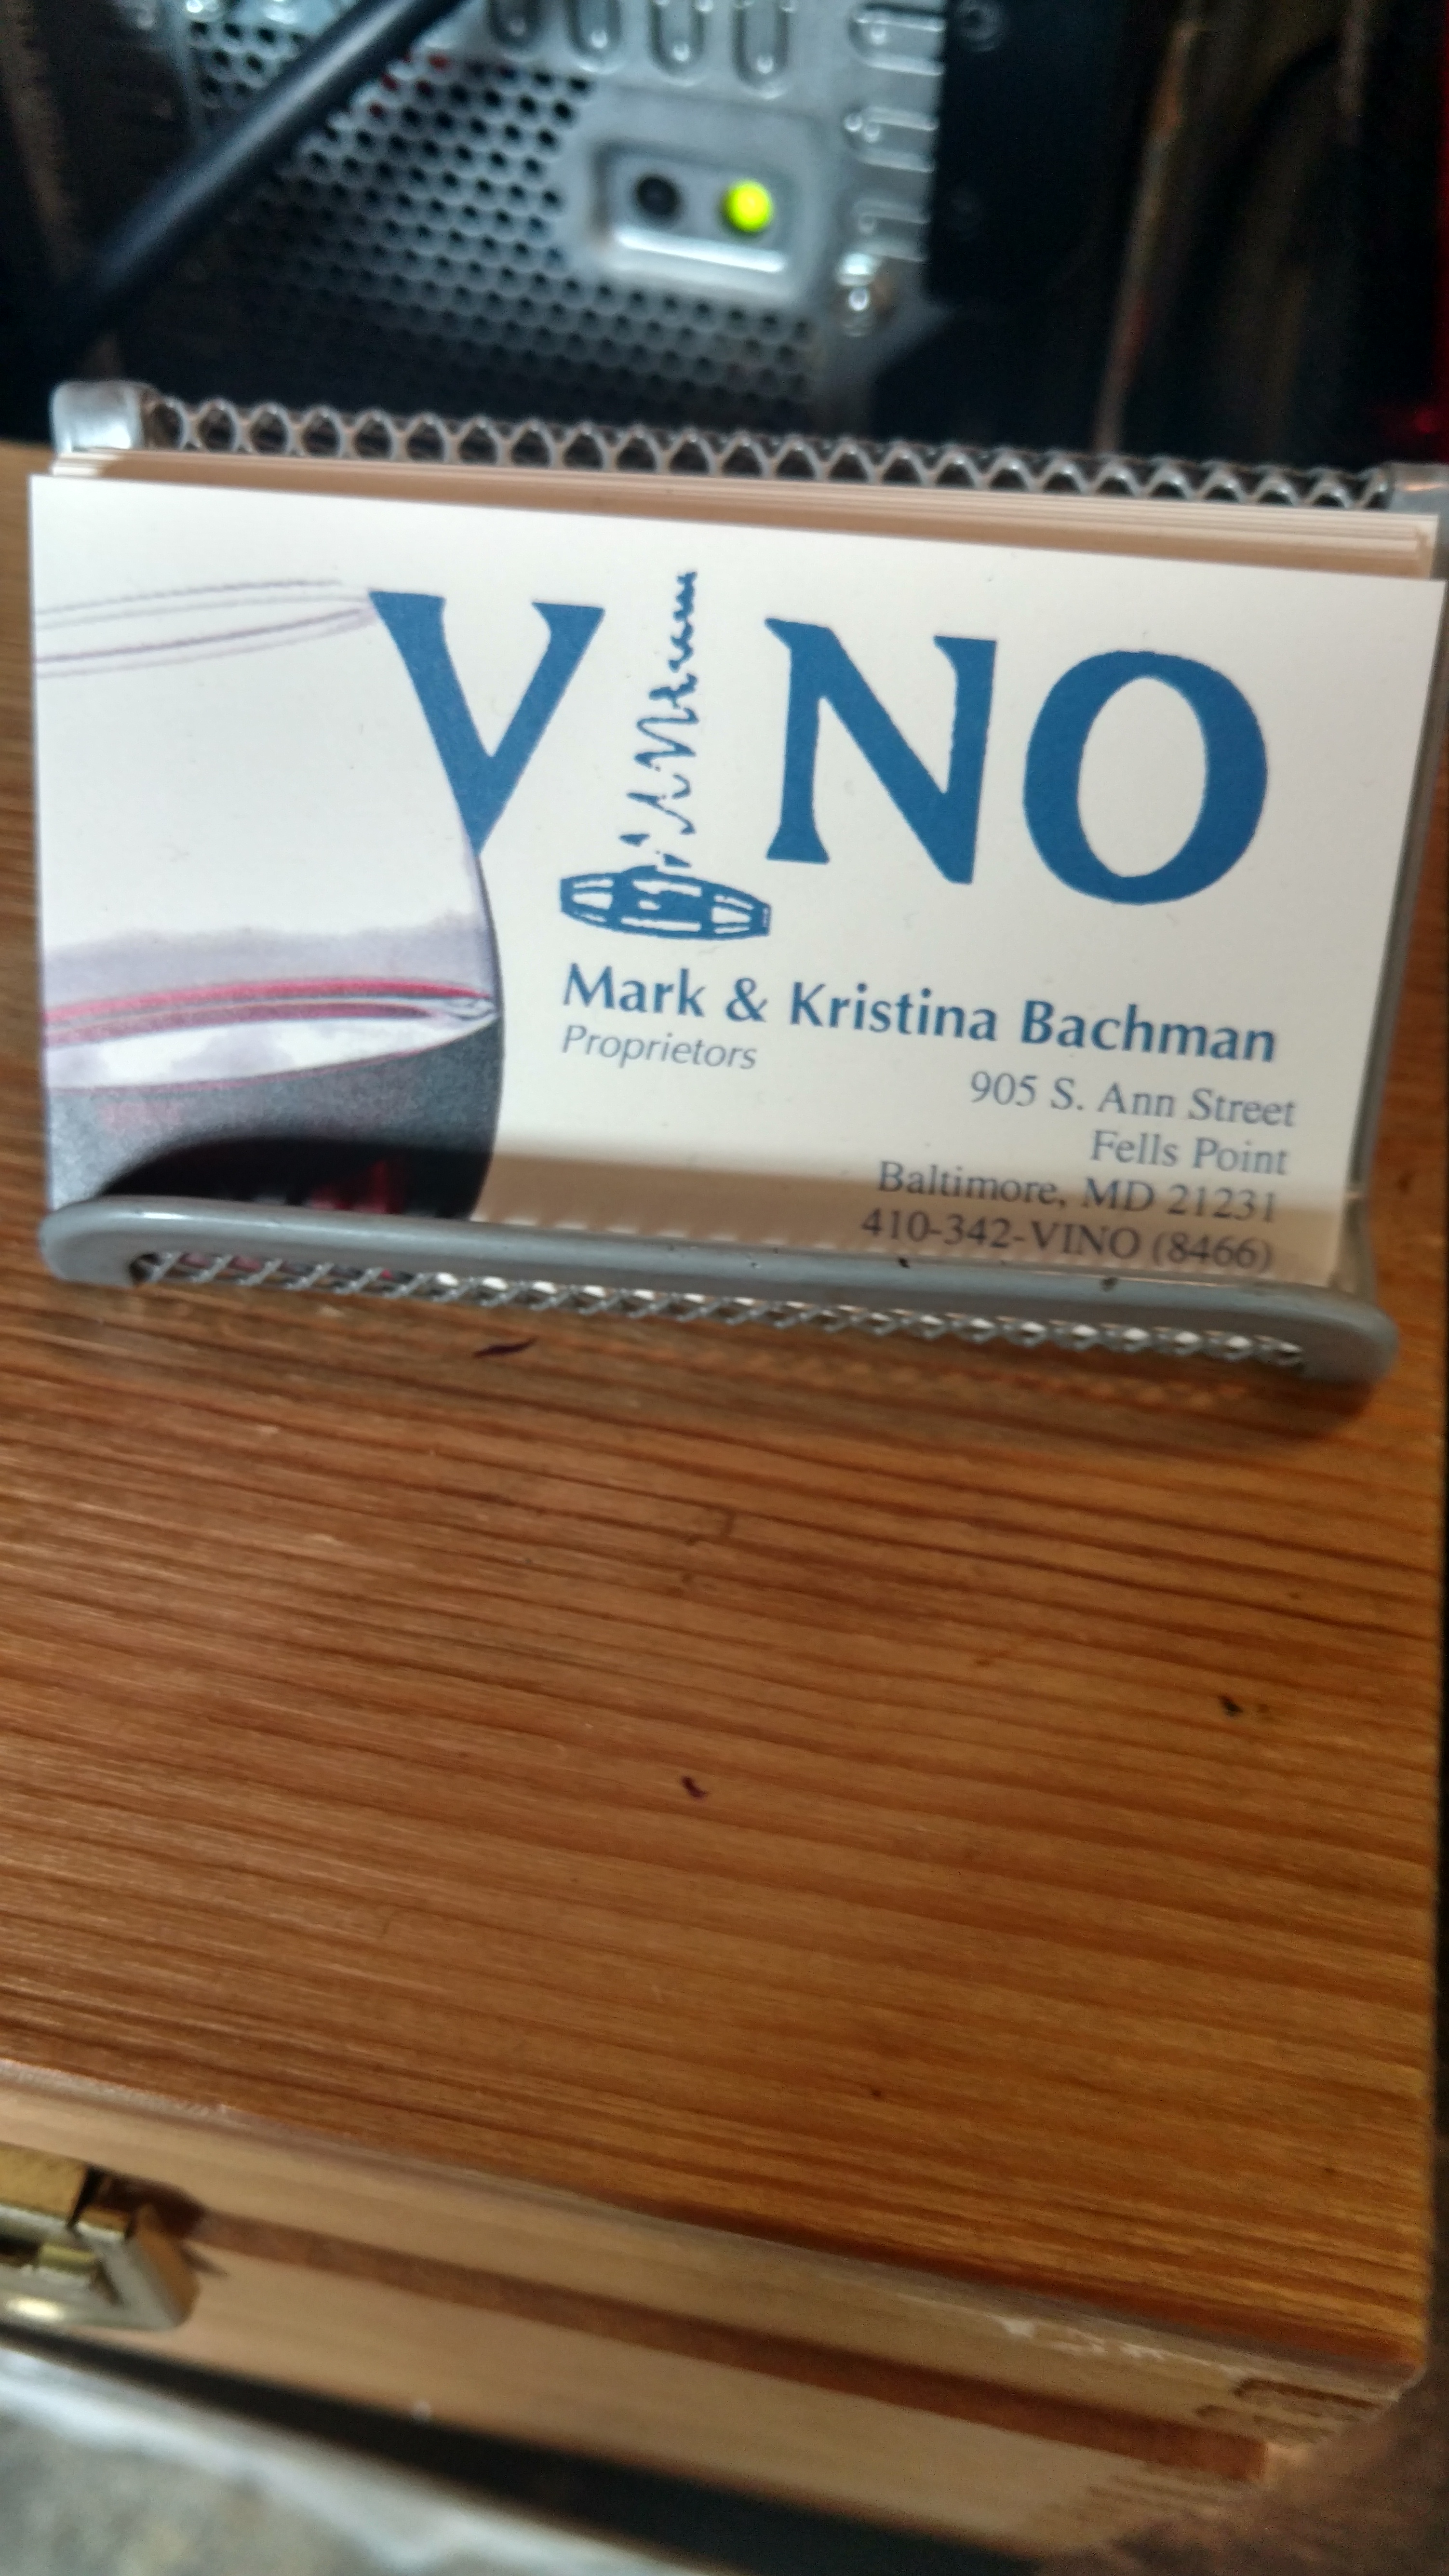 VINO
Mark & Kristina Bachman
Proprietors
905 S. Ann Street
Fells Point
Baltimore, MD 21231
410-342-VINO (8466)